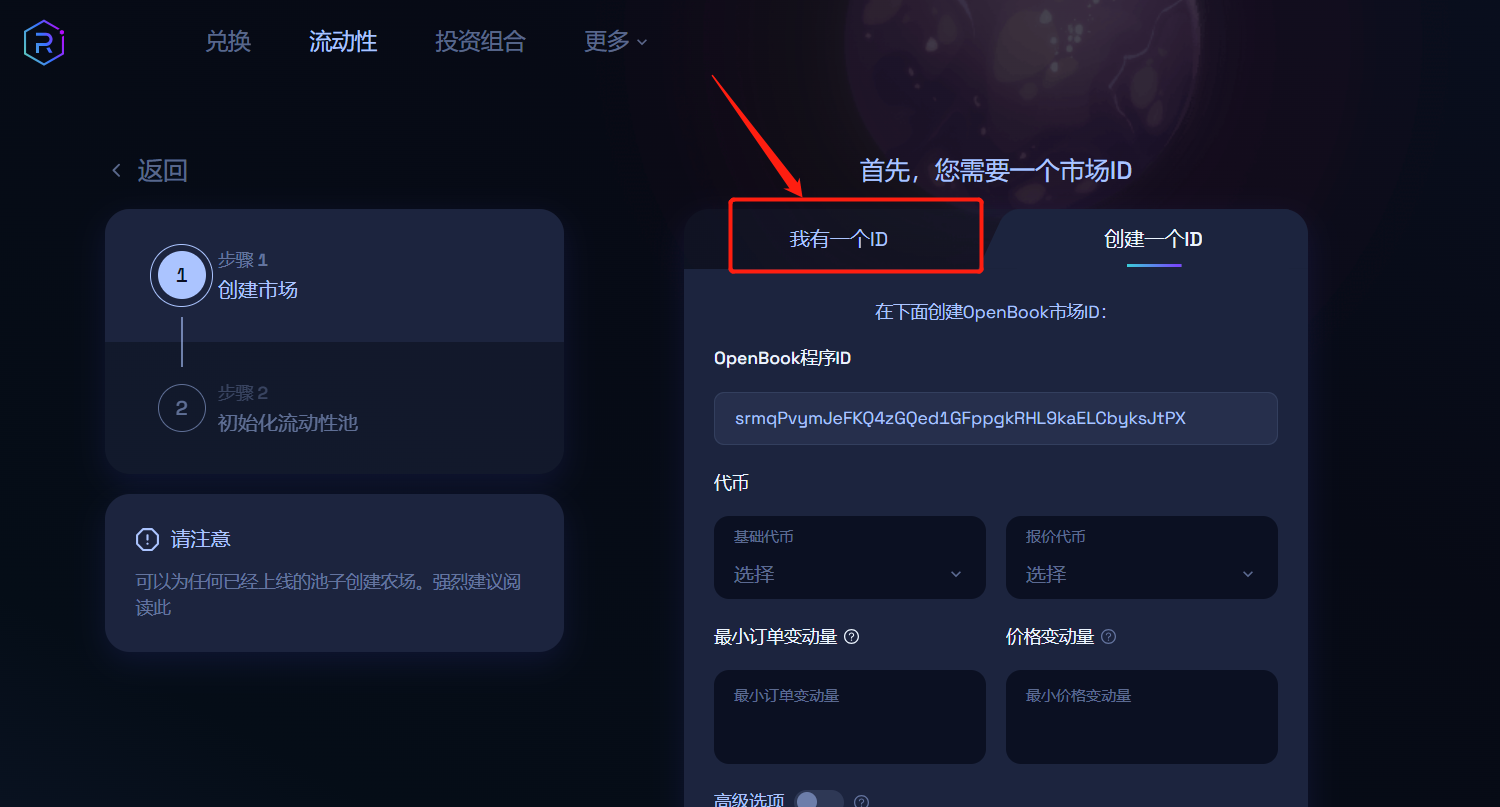 兑换 流动性 投资组合 更多
返回
首先，您需要一个市场ID
1 步骤 1
创建市场
2 步骤 2
初始化流动性池
请注意
可以为任何已经上线的池子创建农场。强烈建议阅
读此
我有一个ID 创建一个ID
在下面创建OpenBook市场ID：
OpenBook程序ID
srmqPvymJeFKQ4zGQed1GFppgkRHL9kaELCbyksJtPX
代币
基础代币 报价代币
选择 选择
最小订单变动量 价格变动量
最小订单变动量 最小价格变动量
高级选项